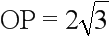 OP = 2√3